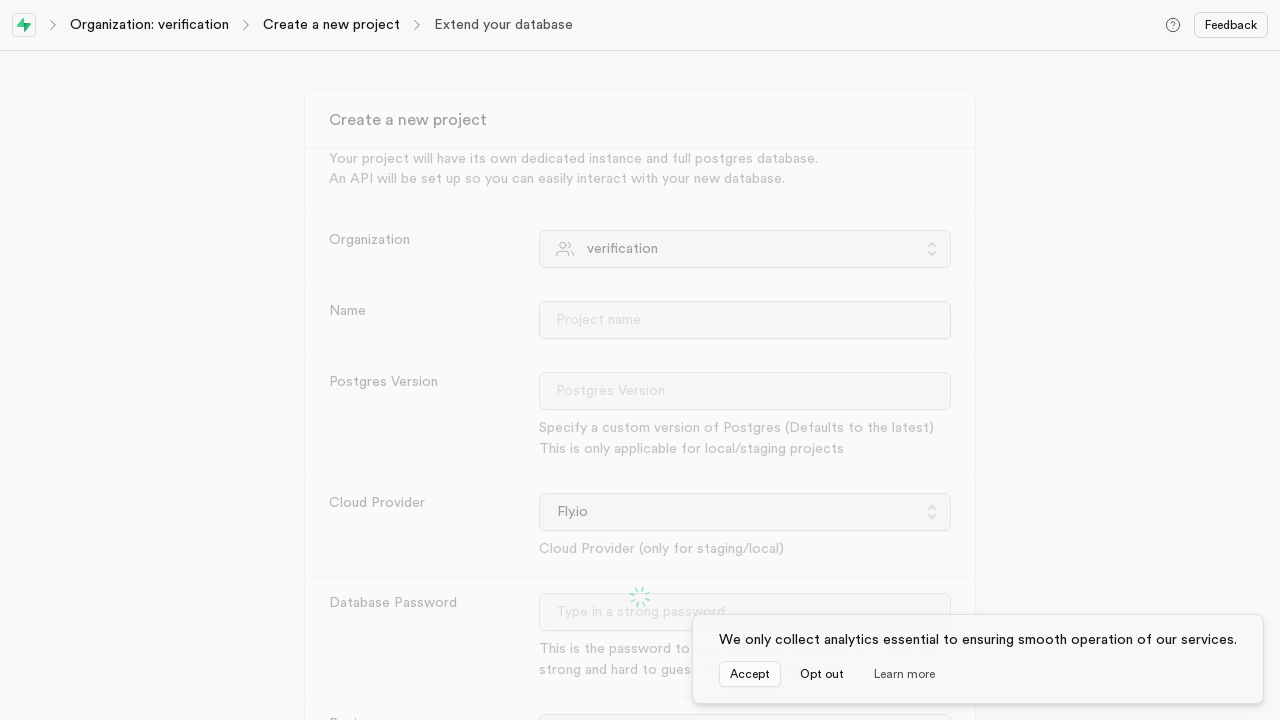 Organization: verification
Create a new project
Extend your database
Feedback
Create a new project
Your project will have its own dedicated instance and full postgres database.
An API will be set up so you can easily interact with your new database.
Organization
verification
Name
Project name
Postgres Version
Postgres Version
Specify a custom version of Postgres (Defaults to the latest)
This is only applicable for local/staging projects
Cloud Provider
Fly.io
Cloud Provider (only for staging/local)
Database Password
Type in a strong password
This is the password to
strong and hard to gues
We only collect analytics essential to ensuring smooth operation of our services.
Accept
Opt out
Learn more